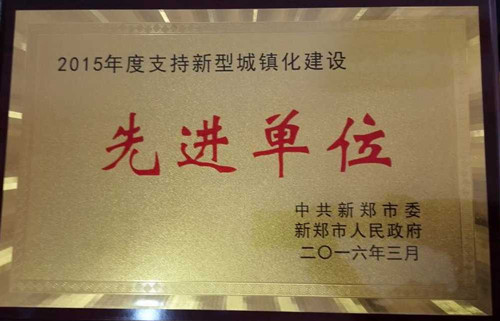 2015年度支持新型城镇化建设
先进单位
中共新郑市委
新郑市人民政府
二〇一六年三月